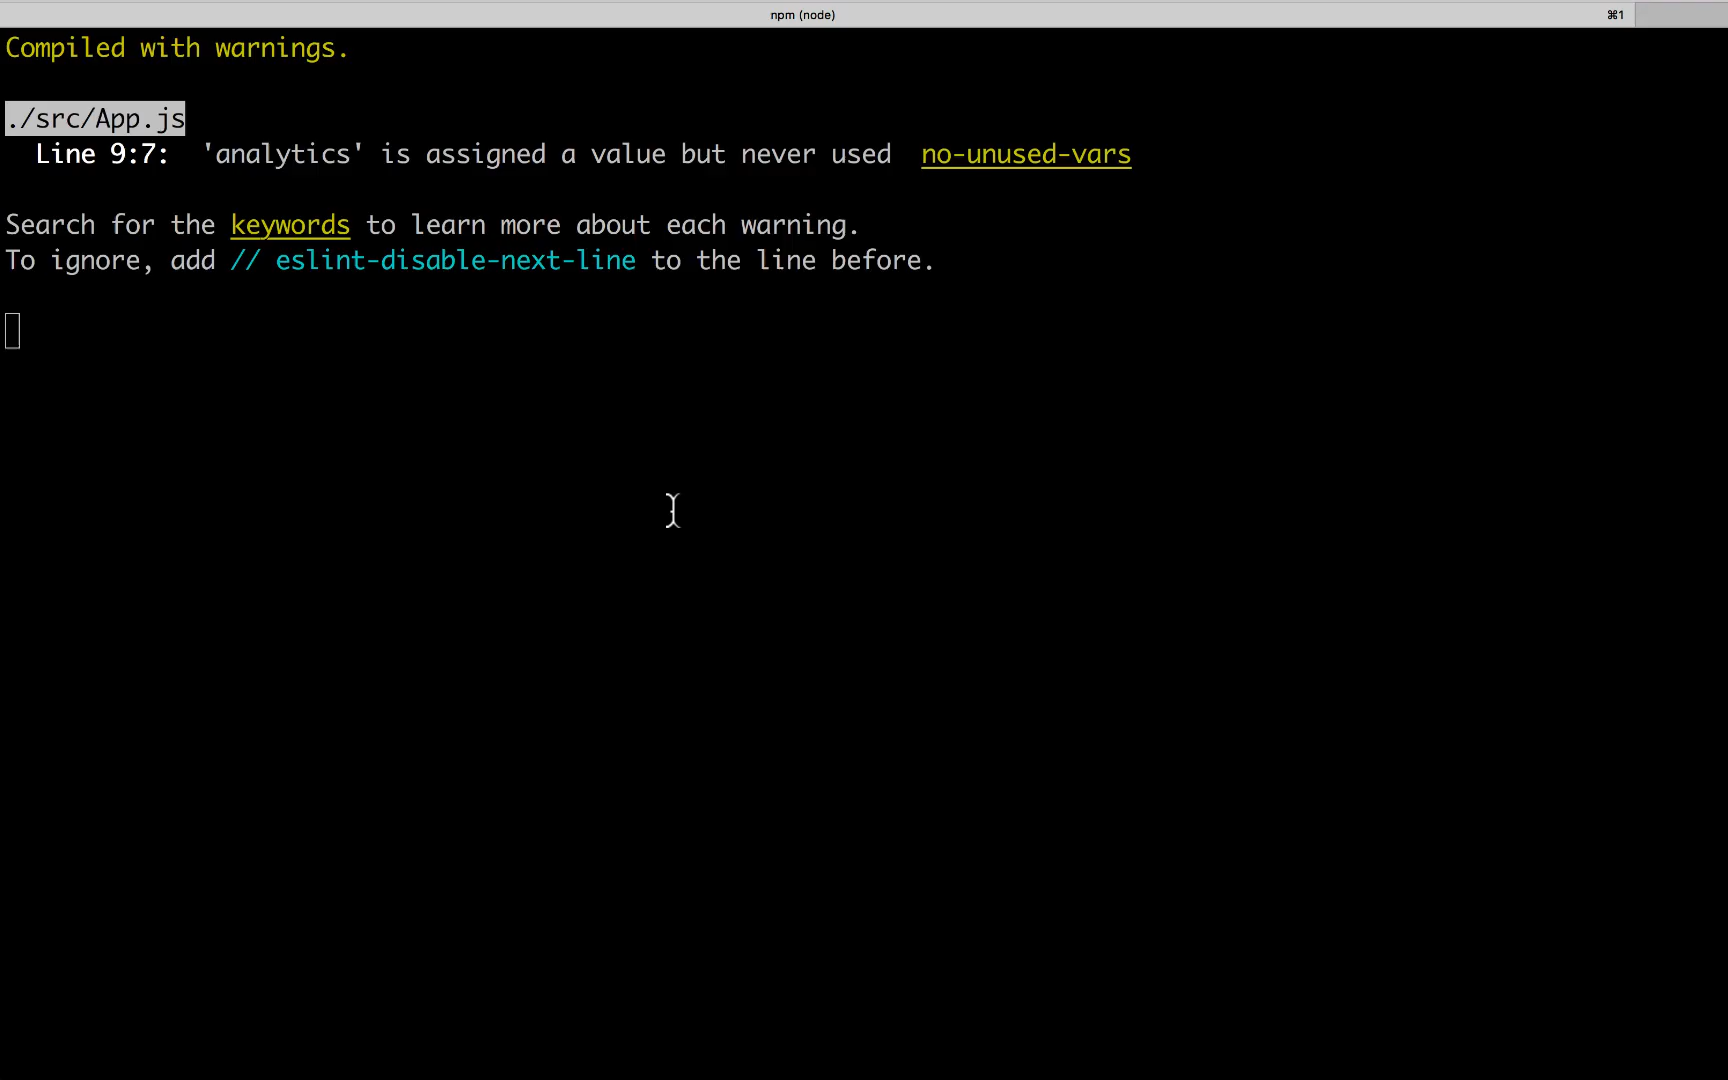 npm (node)
⌘1
Compiled with warnings.
./src/App.js
Line 9:7:  'analytics' is assigned a value but never used  no-unused-vars
Search for the keywords to learn more about each warning.
To ignore, add // eslint-disable-next-line to the line before.